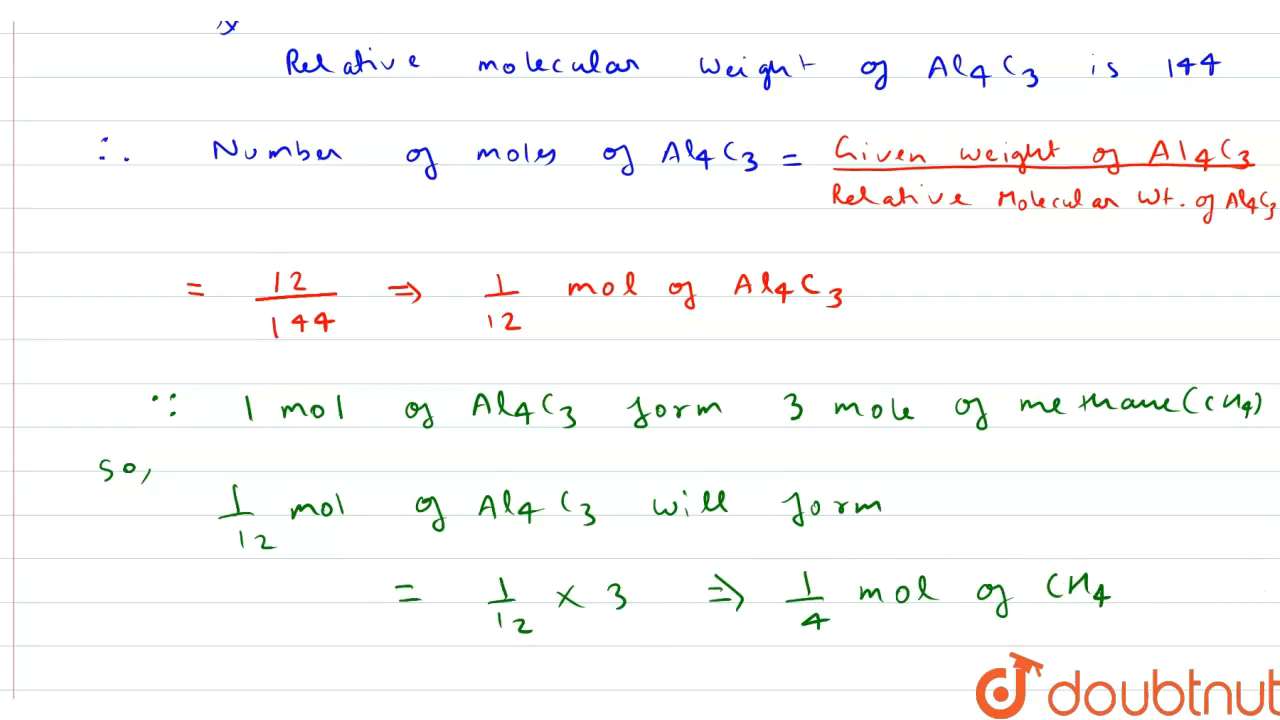 Relative molecular weight of Al4C3 is 144
∴ Number of moles of Al4C3 = Given weight of Al4C3
Relative Molecular Wt. of Al4C3
= 12/144 ⇒ 1/12 mol of Al4C3
∵ 1 mol of Al4C3 form 3 mole of methane(CH4)
so,
1/12 mol of Al4C3 will form
= 1/12 × 3 ⇒ 1/4 mol of CH4
doubtnut